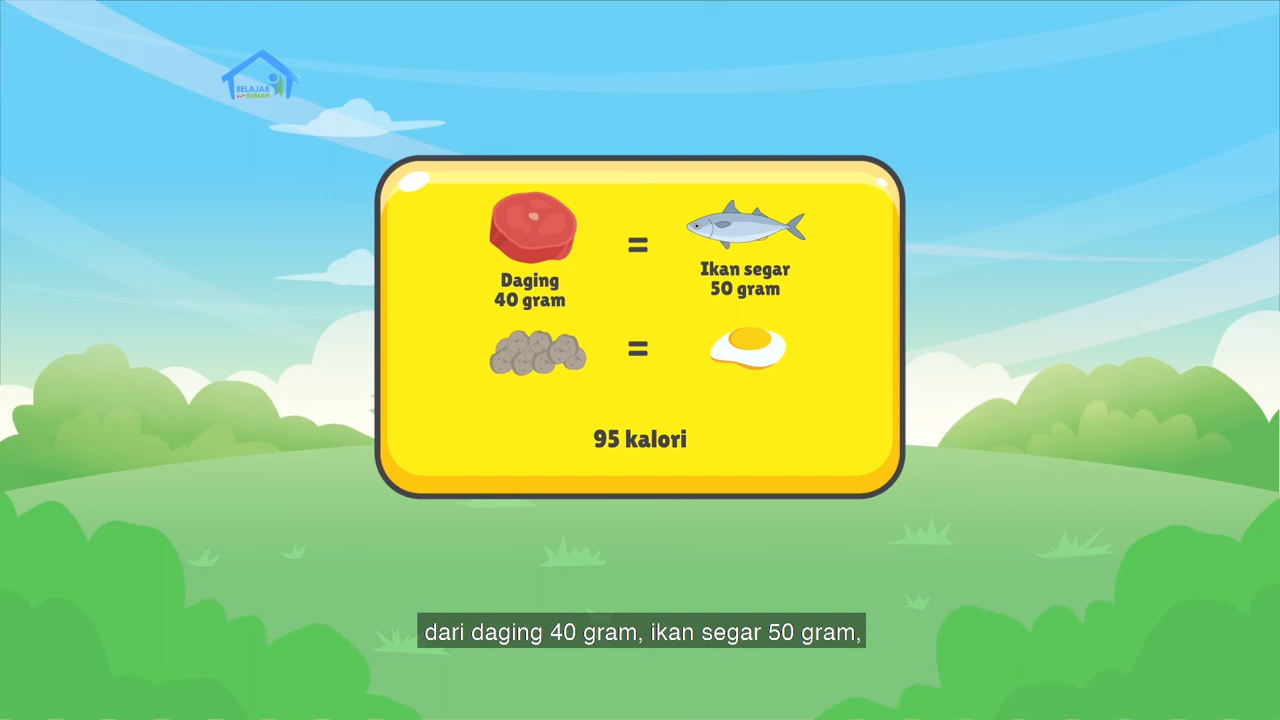 BELAJAR
dari RUMAH
Daging
40 gram
=
Ikan segar
50 gram
=
95 kalori
dari daging 40 gram, ikan segar 50 gram,